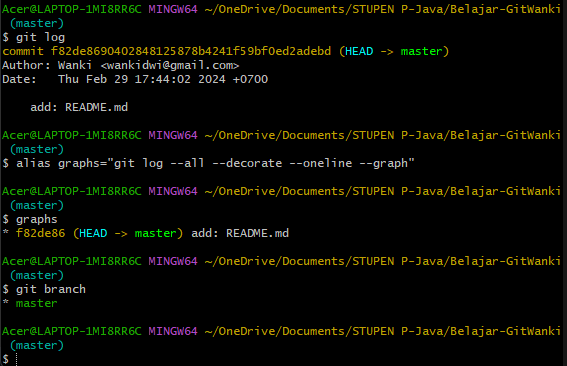 Acer@LAPTOP-1MI8RR6C MINGW64 ~/OneDrive/Documents/STUPEN P-Java/Belajar-GitWanki
(master)
$ git log
commit f82de8690402848125878b4241f59bf0ed2adebd (HEAD -> master)
Author: Wanki <wankidwi@gmail.com>
Date:   Thu Feb 29 17:44:02 2024 +0700
    add: README.md
Acer@LAPTOP-1MI8RR6C MINGW64 ~/OneDrive/Documents/STUPEN P-Java/Belajar-GitWanki
(master)
$ alias graphs="git log --all --decorate --oneline --graph"
Acer@LAPTOP-1MI8RR6C MINGW64 ~/OneDrive/Documents/STUPEN P-Java/Belajar-GitWanki
(master)
$ graphs
* f82de86 (HEAD -> master) add: README.md
Acer@LAPTOP-1MI8RR6C MINGW64 ~/OneDrive/Documents/STUPEN P-Java/Belajar-GitWanki
(master)
$ git branch
* master
Acer@LAPTOP-1MI8RR6C MINGW64 ~/OneDrive/Documents/STUPEN P-Java/Belajar-GitWanki
(master)
$